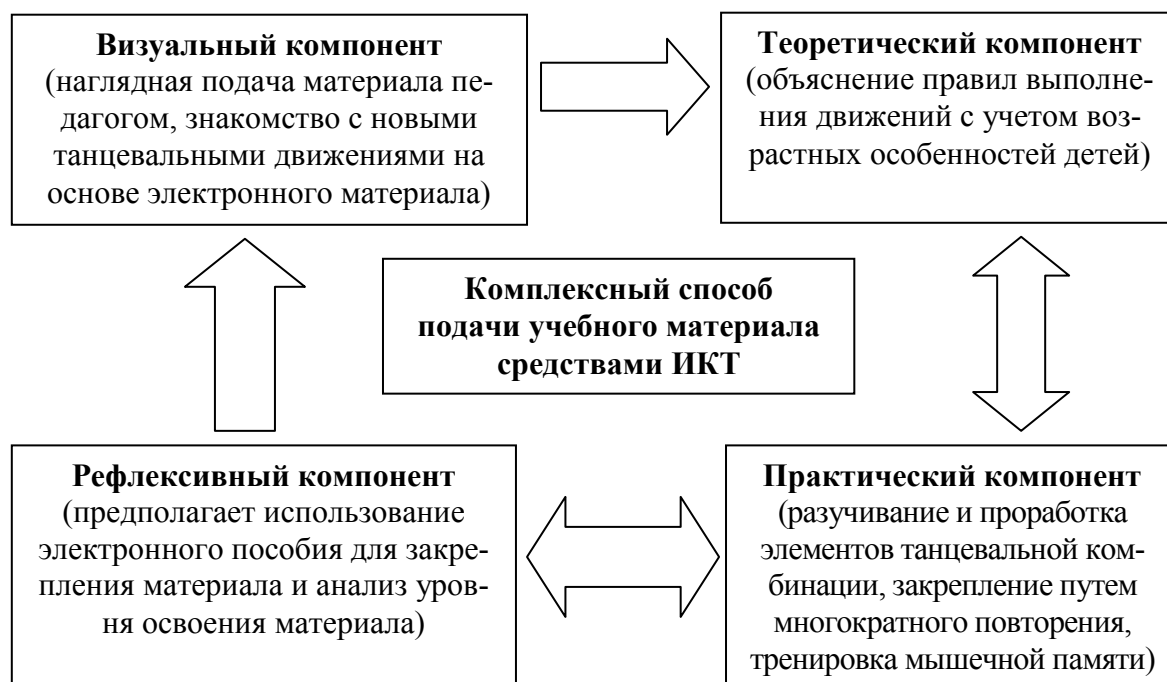 Визуальный компонент
(наглядная подача материала пе-
дагогом, знакомство с новыми
танцевальными движениями на
основе электронного материала)
Теоретический компонент
(объяснение правил выполне-
ния движений с учетом воз-
растных особенностей детей)
Комплексный способ
подачи учебного материала
средствами ИКТ
Рефлексивный компонент
(предполагает использование
электронного пособия для закре-
пления материала и анализ уров-
ня освоения материала)
Практический компонент
(разучивание и проработка
элементов танцевальной ком-
бинации, закрепление путем
многократного повторения,
тренировка мышечной памяти)